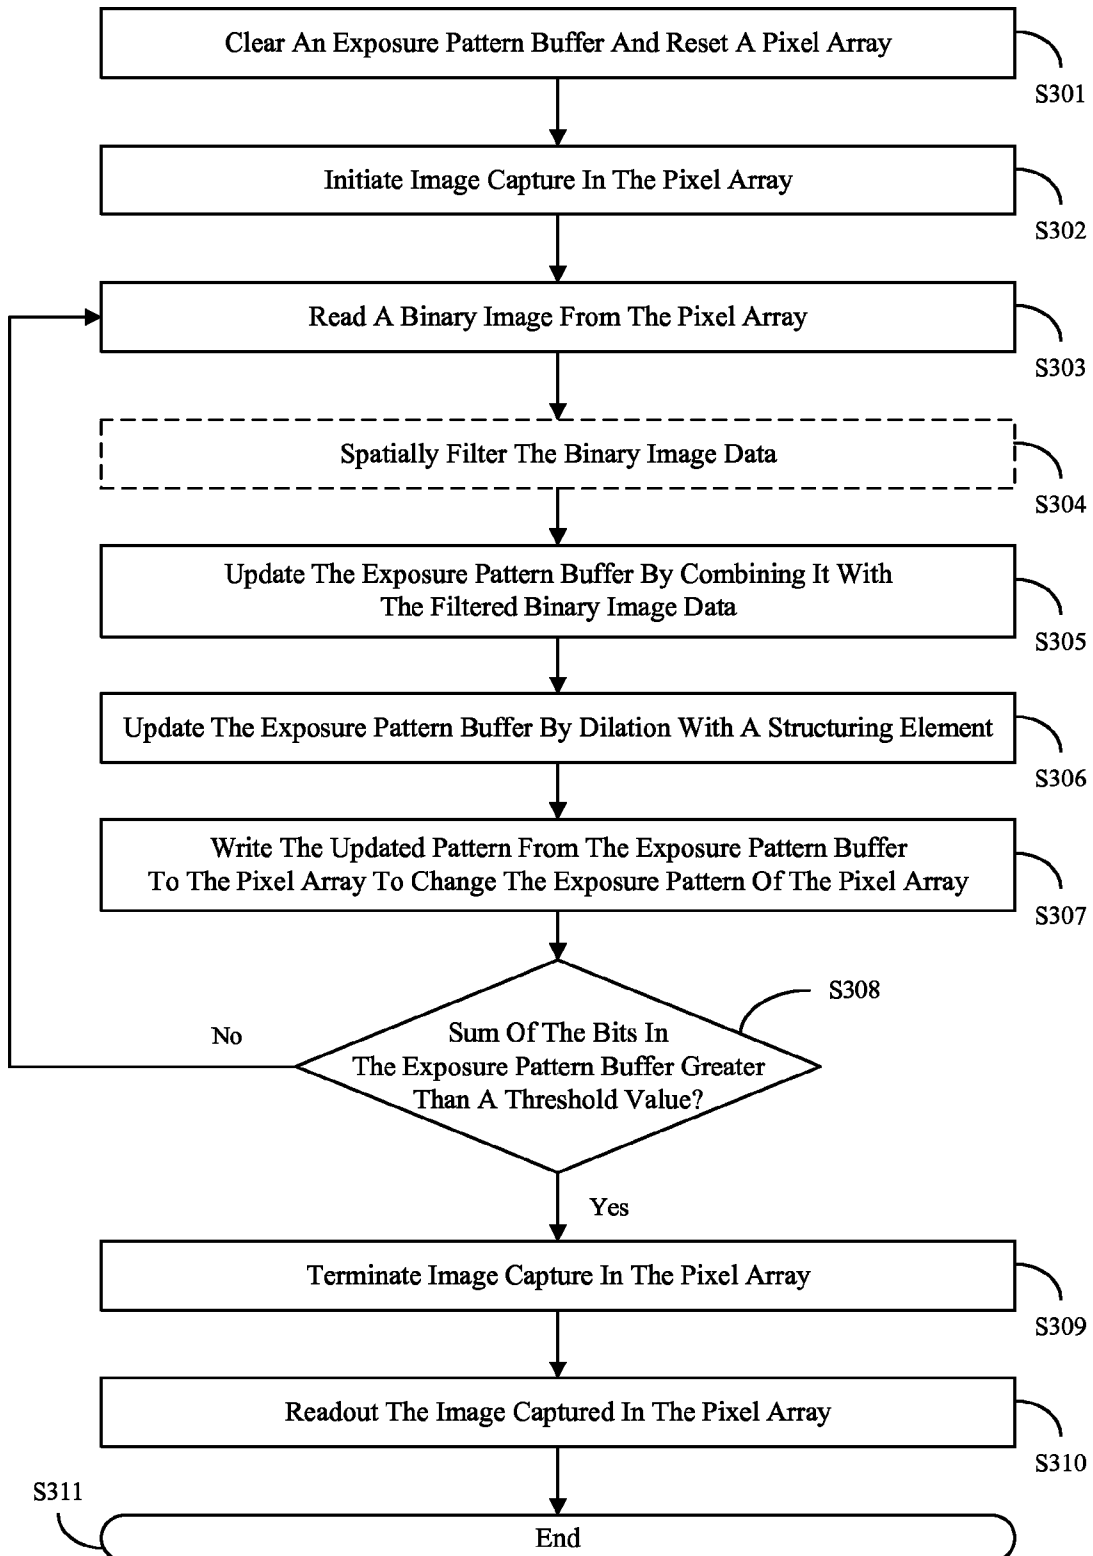 Clear An Exposure Pattern Buffer And Reset A Pixel Array
S301
Initiate Image Capture In The Pixel Array
S302
Read A Binary Image From The Pixel Array
S303
Spatially Filter The Binary Image Data
S304
Update The Exposure Pattern Buffer By Combining It With
The Filtered Binary Image Data
S305
Update The Exposure Pattern Buffer By Dilation With A Structuring Element
S306
Write The Updated Pattern From The Exposure Pattern Buffer
To The Pixel Array To Change The Exposure Pattern Of The Pixel Array
S307
S308
No
Sum Of The Bits In
The Exposure Pattern Buffer Greater
Than A Threshold Value?
Yes
Terminate Image Capture In The Pixel Array
S309
Readout The Image Captured In The Pixel Array
S310
S311
End